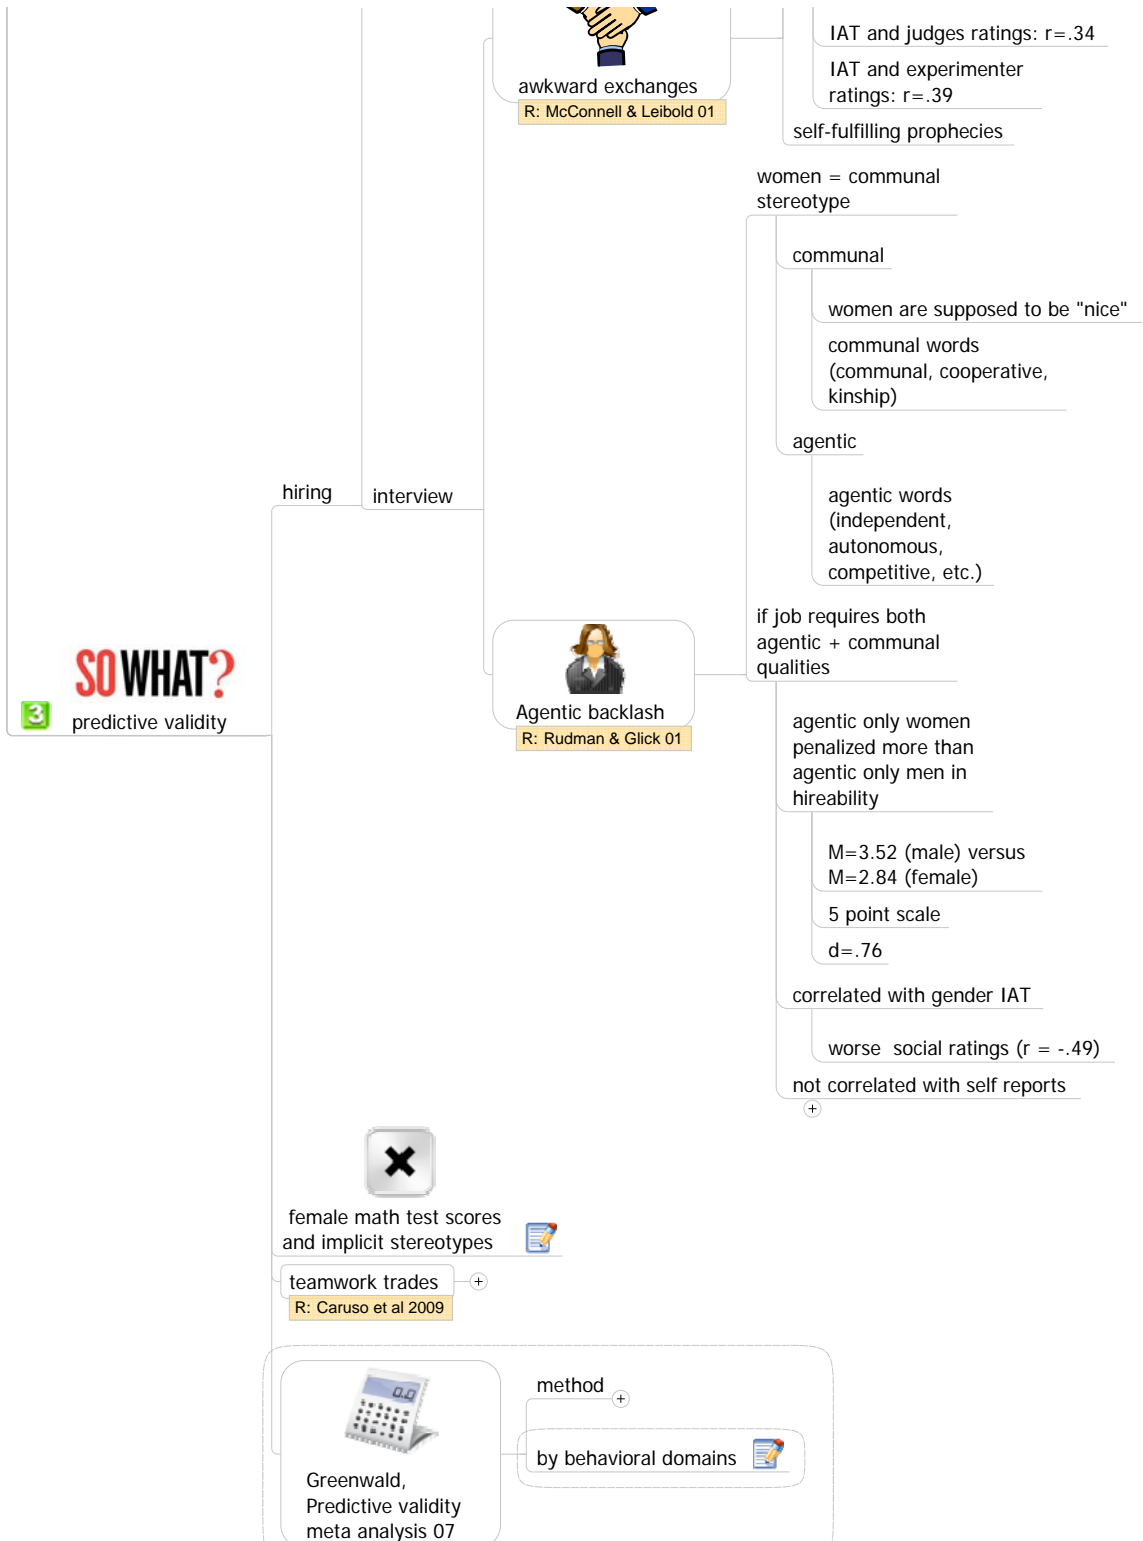 IAT and judges ratings: r=.34
IAT and experimenter
ratings: r=.39
awkward exchanges
R: McConnell & Leibold 01
self-fulfilling prophecies
women = communal
stereotype
communal
women are supposed to be "nice"
communal words
(communal, cooperative,
kinship)
agentic
agentic words
(independent,
autonomous,
competitive, etc.)
hiring
interview
if job requires both
agentic + communal
qualities
SO WHAT?
3
predictive validity
Agentic backlash
R: Rudman & Glick 01
agentic only women
penalized more than
agentic only men in
hireability
M=3.52 (male) versus
M=2.84 (female)
5 point scale
d=.76
correlated with gender IAT
worse  social ratings (r = -.49)
not correlated with self reports
female math test scores
and implicit stereotypes
teamwork trades
R: Caruso et al 2009
0.0
method
by behavioral domains
Greenwald,
Predictive validity
meta analysis 07